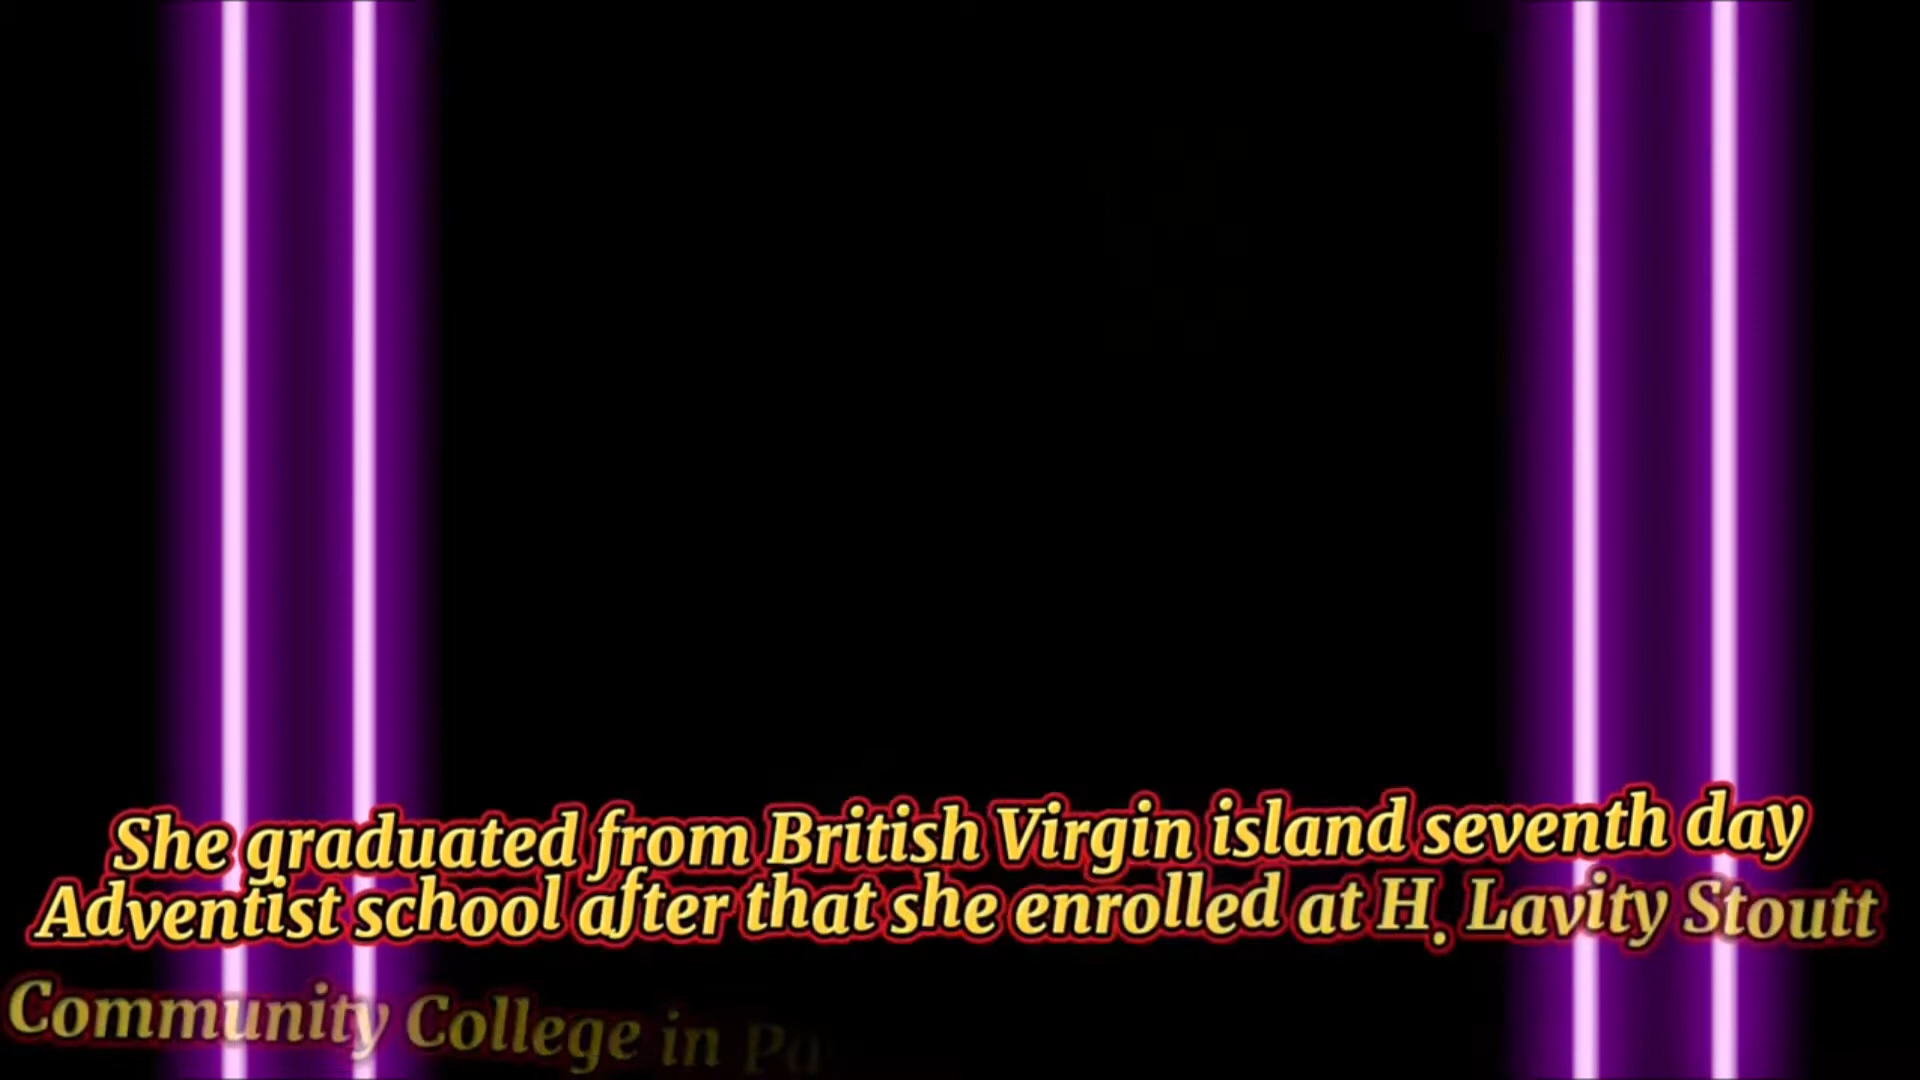 She graduated from British Virgin island seventh day
Adventist school after that she enrolled at H. Lavity Stoutt
Community College in Pa